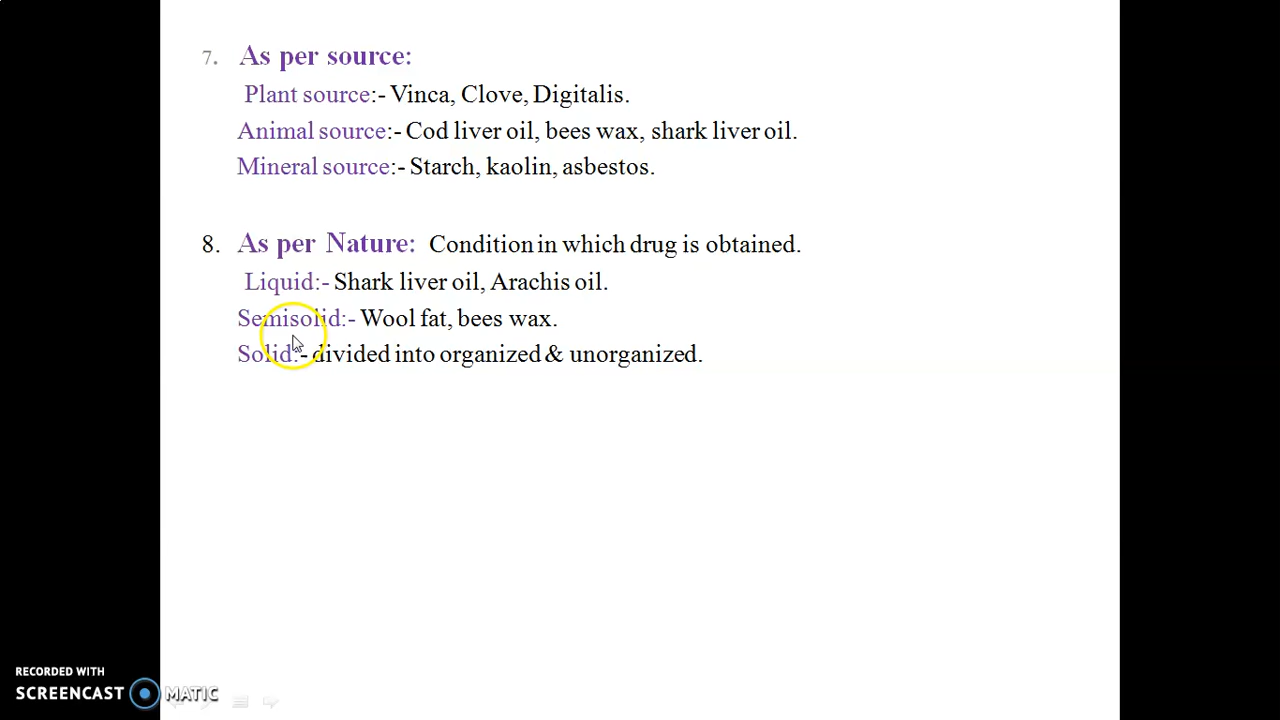 7. As per source:
Plant source:- Vinca, Clove, Digitalis.
Animal source:- Cod liver oil, bees wax, shark liver oil.
Mineral source:- Starch, kaolin, asbestos.
8. As per Nature: Condition in which drug is obtained.
Liquid:- Shark liver oil, Arachis oil.
Semisolid:- Wool fat, bees wax.
Solid:- divided into organized & unorganized.
RECORDED WITH
SCREENCAST MATIC